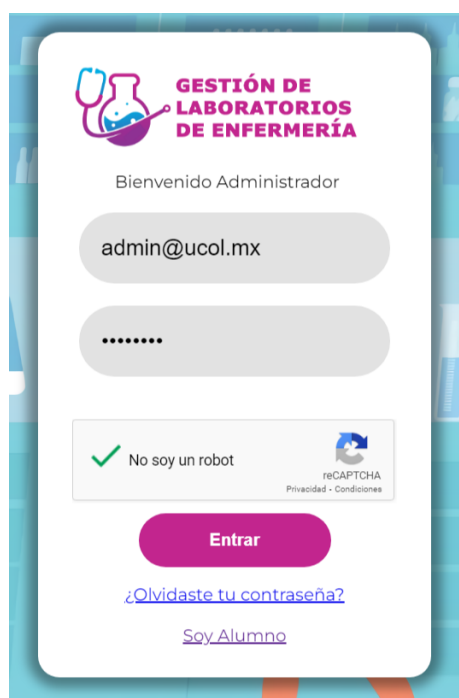 GESTIÓN DE
LABORATORIOS
DE ENFERMERÍA
Bienvenido Administrador
admin@ucol.mx
••••••••
No soy un robot
reCAPTCHA
Privacidad - Condiciones
Entrar
¿Olvidaste tu contraseña?
Soy Alumno